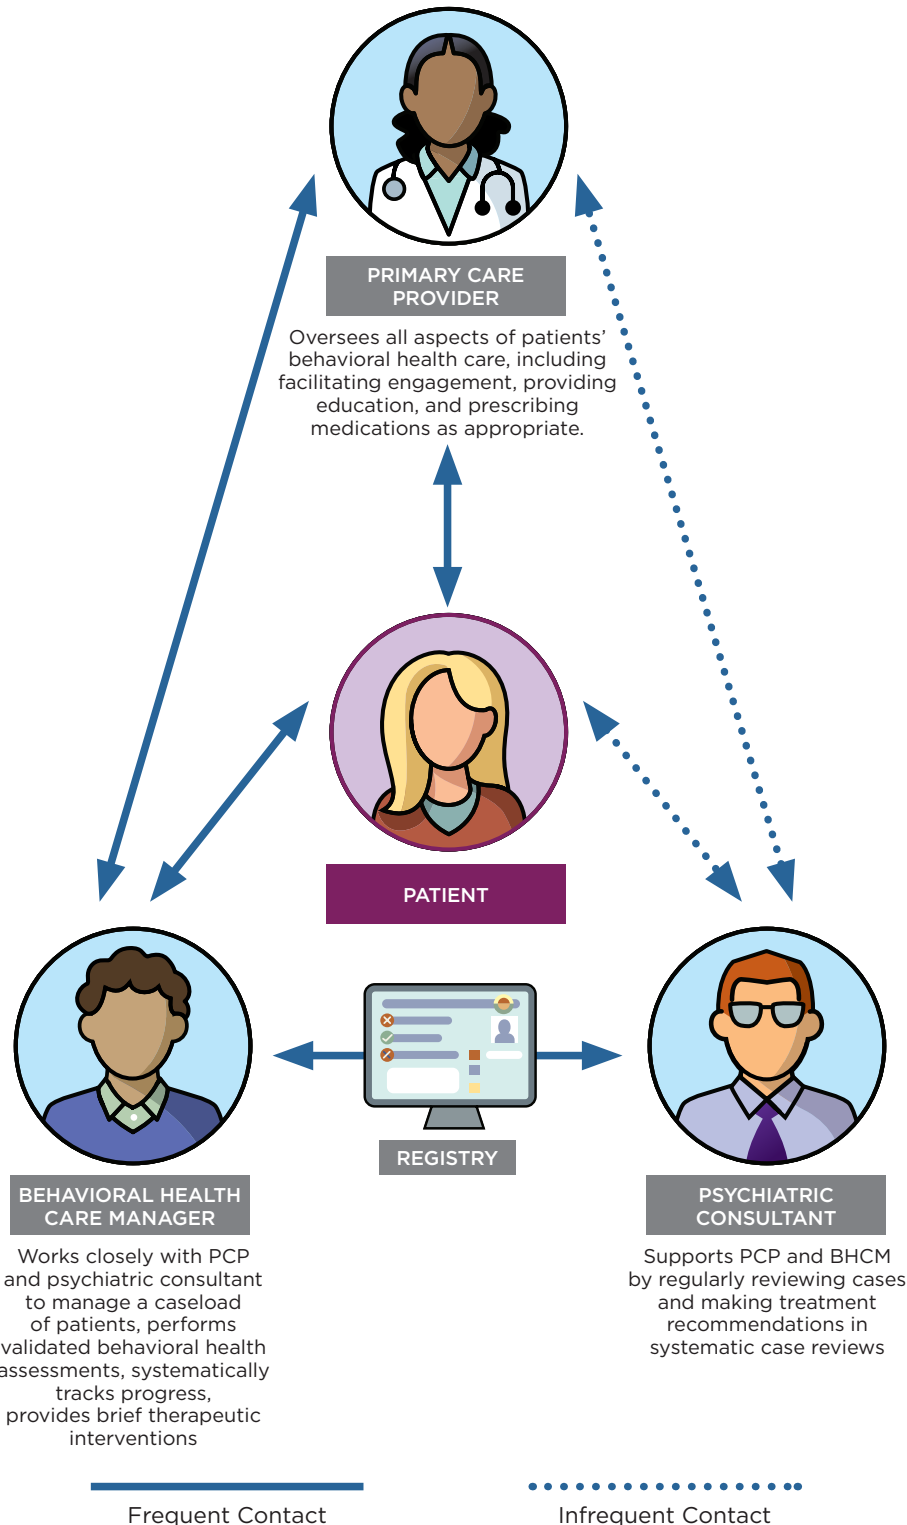 PRIMARY CARE
PROVIDER
Oversees all aspects of patients’
behavioral health care, including
facilitating engagement, providing
education, and prescribing
medications as appropriate.
PATIENT
REGISTRY
BEHAVIORAL HEALTH
CARE MANAGER
Works closely with PCP
and psychiatric consultant
to manage a caseload
of patients, performs
validated behavioral health
assessments, systematically
tracks progress,
provides brief therapeutic
interventions
PSYCHIATRIC
CONSULTANT
Supports PCP and BHCM
by regularly reviewing cases
and making treatment
recommendations in
systematic case reviews
Frequent Contact
Infrequent Contact